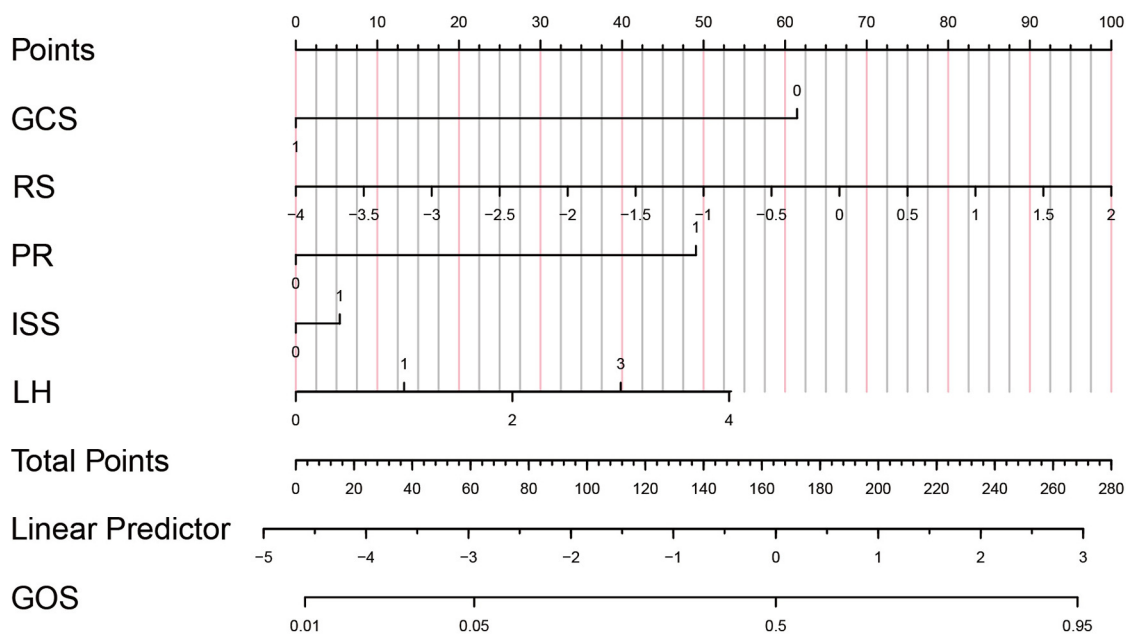 0 10 20 30 40 50 60 70 80 90 100
Points
0
GCS
1
RS
−4 −3.5 −3 −2.5 −2 −1.5 −1 −0.5 0 0.5 1 1.5 2
1
PR
0
1
ISS
0
1 3
LH
0 2 4
Total Points
0 20 40 60 80 100 120 140 160 180 200 220 240 260 280
Linear Predictor
−5 −4 −3 −2 −1 0 1 2 3
GOS
0.01 0.05 0.5 0.95